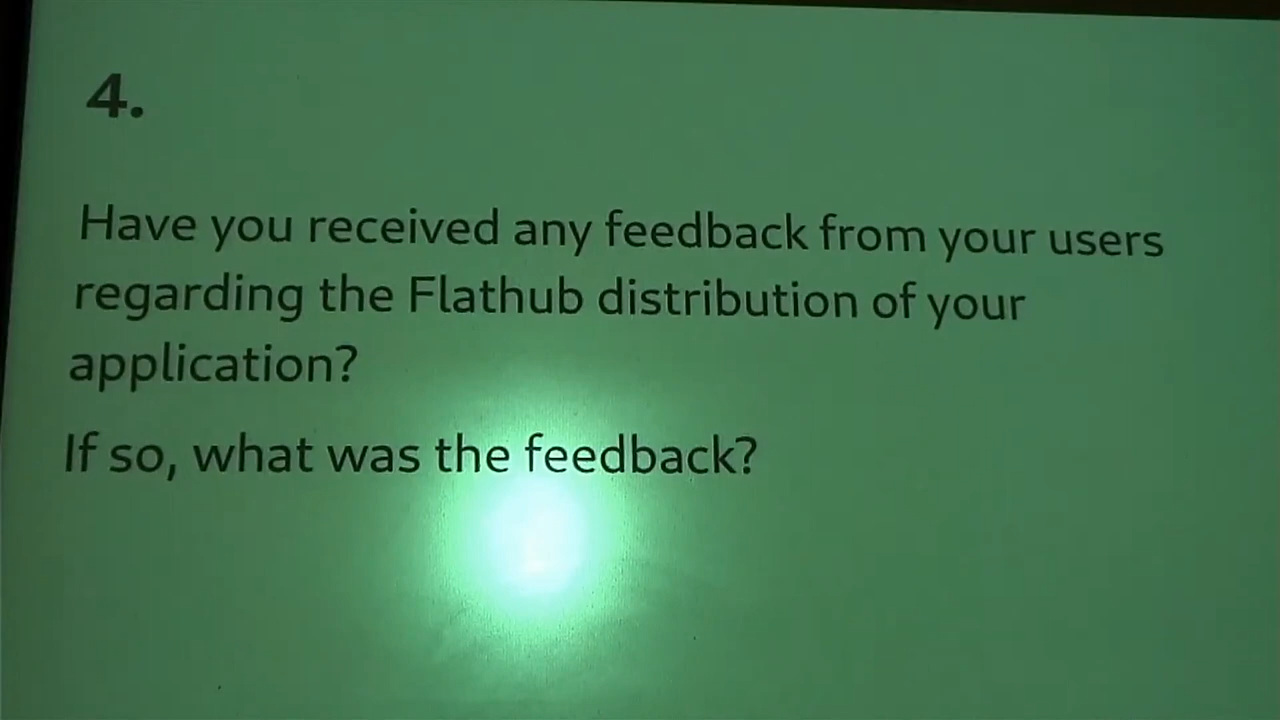 4.
Have you received any feedback from your users
regarding the Flathub distribution of your
application?
If so, what was the feedback?